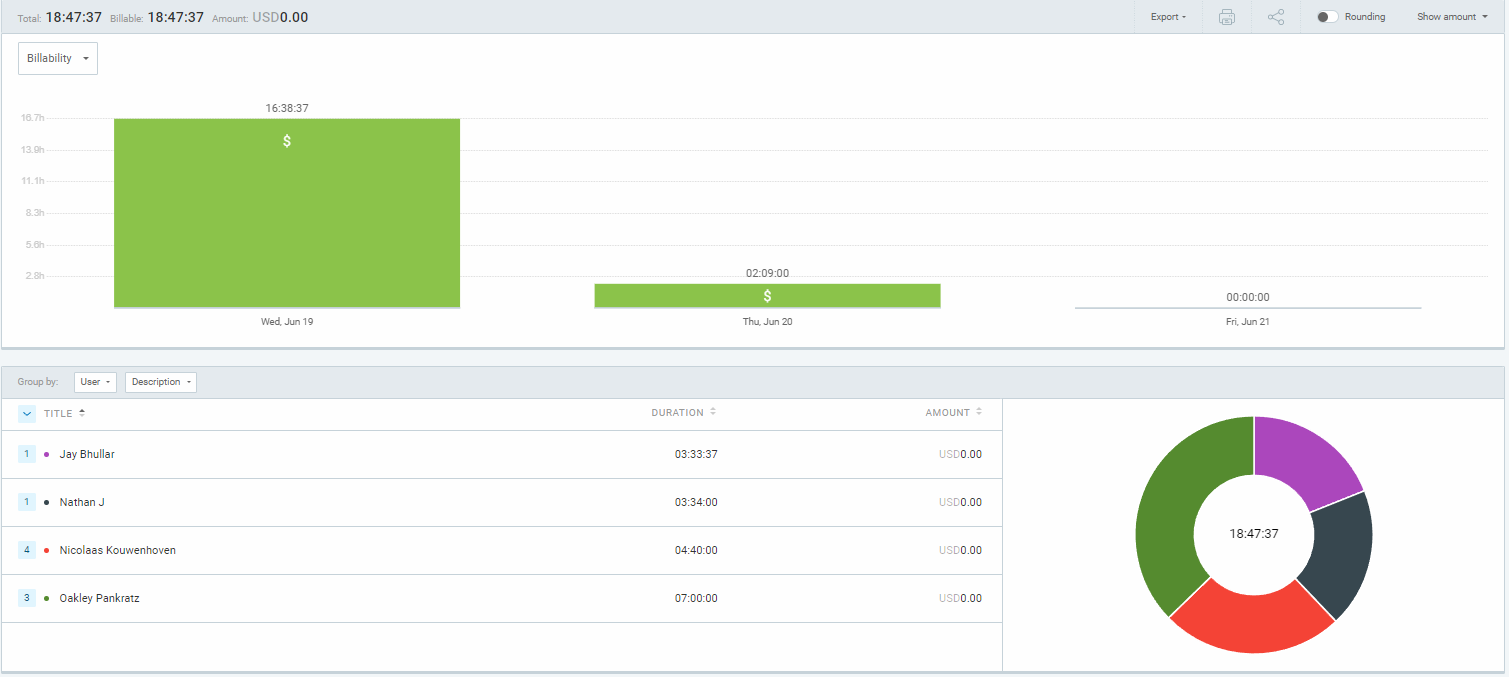 Total: 18:47:37 Billable: 18:47:37 Amount: USD0.00 Export Rounding Show amount
Billability
16:38:37
16.7h
$
13.9h
11.1h
8.3h
5.6h
02:09:00
2.8h
$
00:00:00
Wed, Jun 19 Thu, Jun 20 Fri, Jun 21
Group by: User Description
TITLE DURATION AMOUNT
1 Jay Bhullar 03:33:37 USD0.00
1 Nathan J 03:34:00 USD0.00
18:47:37
4 Nicolaas Kouwenhoven 04:40:00 USD0.00
3 Oakley Pankratz 07:00:00 USD0.00